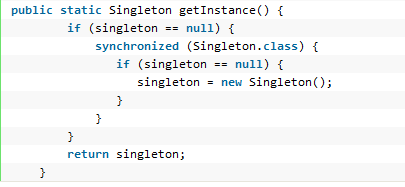 public static Singleton getInstance() {
if (singleton == null) {
synchronized (Singleton.class) {
if (singleton == null) {
singleton = new Singleton();
}
}
}
return singleton;
}